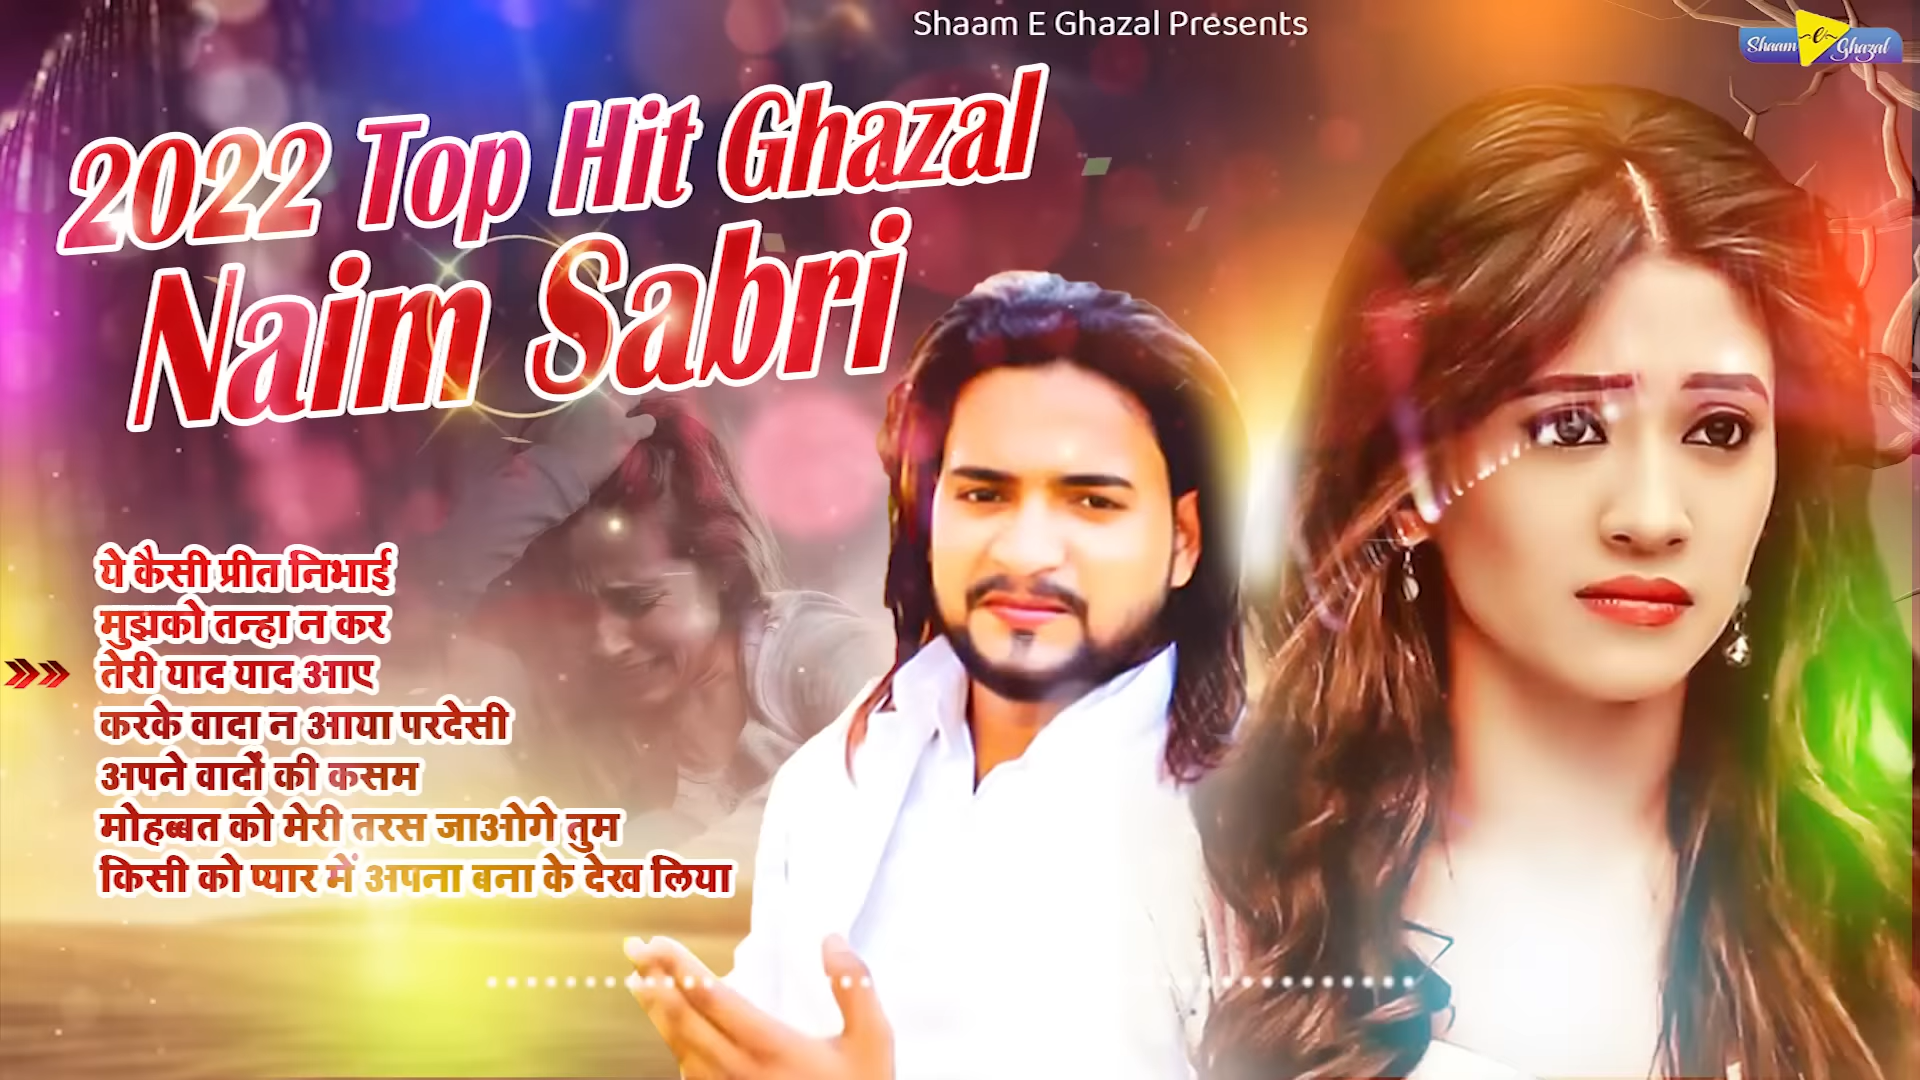 Shaam E Ghazal Presents
Shaam e Ghazal
2022 Top Hit Ghazal
Naim Sabri
ये कैसी प्रीत निभाई
मुझको तन्हा न कर
तेरी याद याद आए
करके वादा न आया परदेसी
अपने वादों की कसम
मोहब्बत को मेरी तरस जाओगे तुम
किसी को प्यार में अपना बना के देख लिया